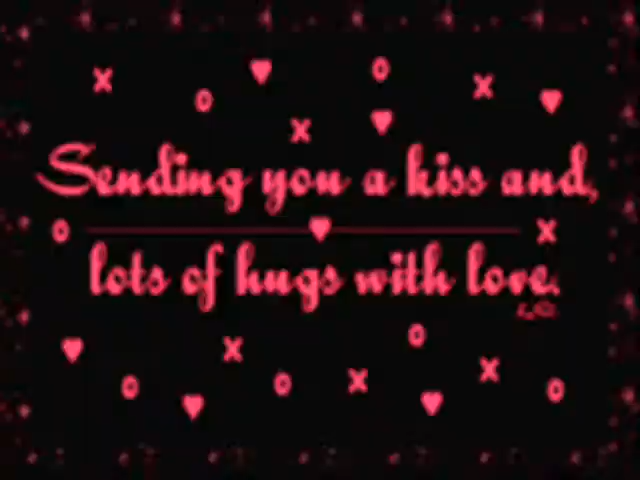 x o ♥ o x ♥
x ♥
Sending you a kiss and,
o ♥ x
lots of hugs with love.
♥ x o
o ♥ o x ♥ x o